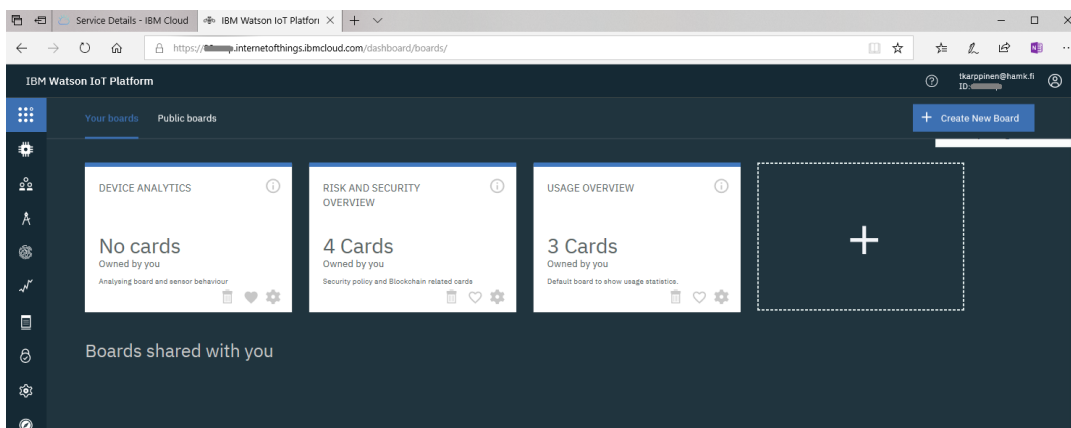 Service Details - IBM Cloud
IBM Watson IoT Platforr
https://
.internetofthings.ibmcloud.com/dashboard/boards/
IBM Watson IoT Platform
tkarppinen@hamk.fi
ID:
Your boards
Public boards
+ Create New Board
DEVICE ANALYTICS
No cards
Owned by you
Analysing board and sensor behaviour
RISK AND SECURITY
OVERVIEW
4 Cards
Owned by you
Security policy and Blockchain related cards
USAGE OVERVIEW
3 Cards
Owned by you
Default board to show usage statistics.
Boards shared with you